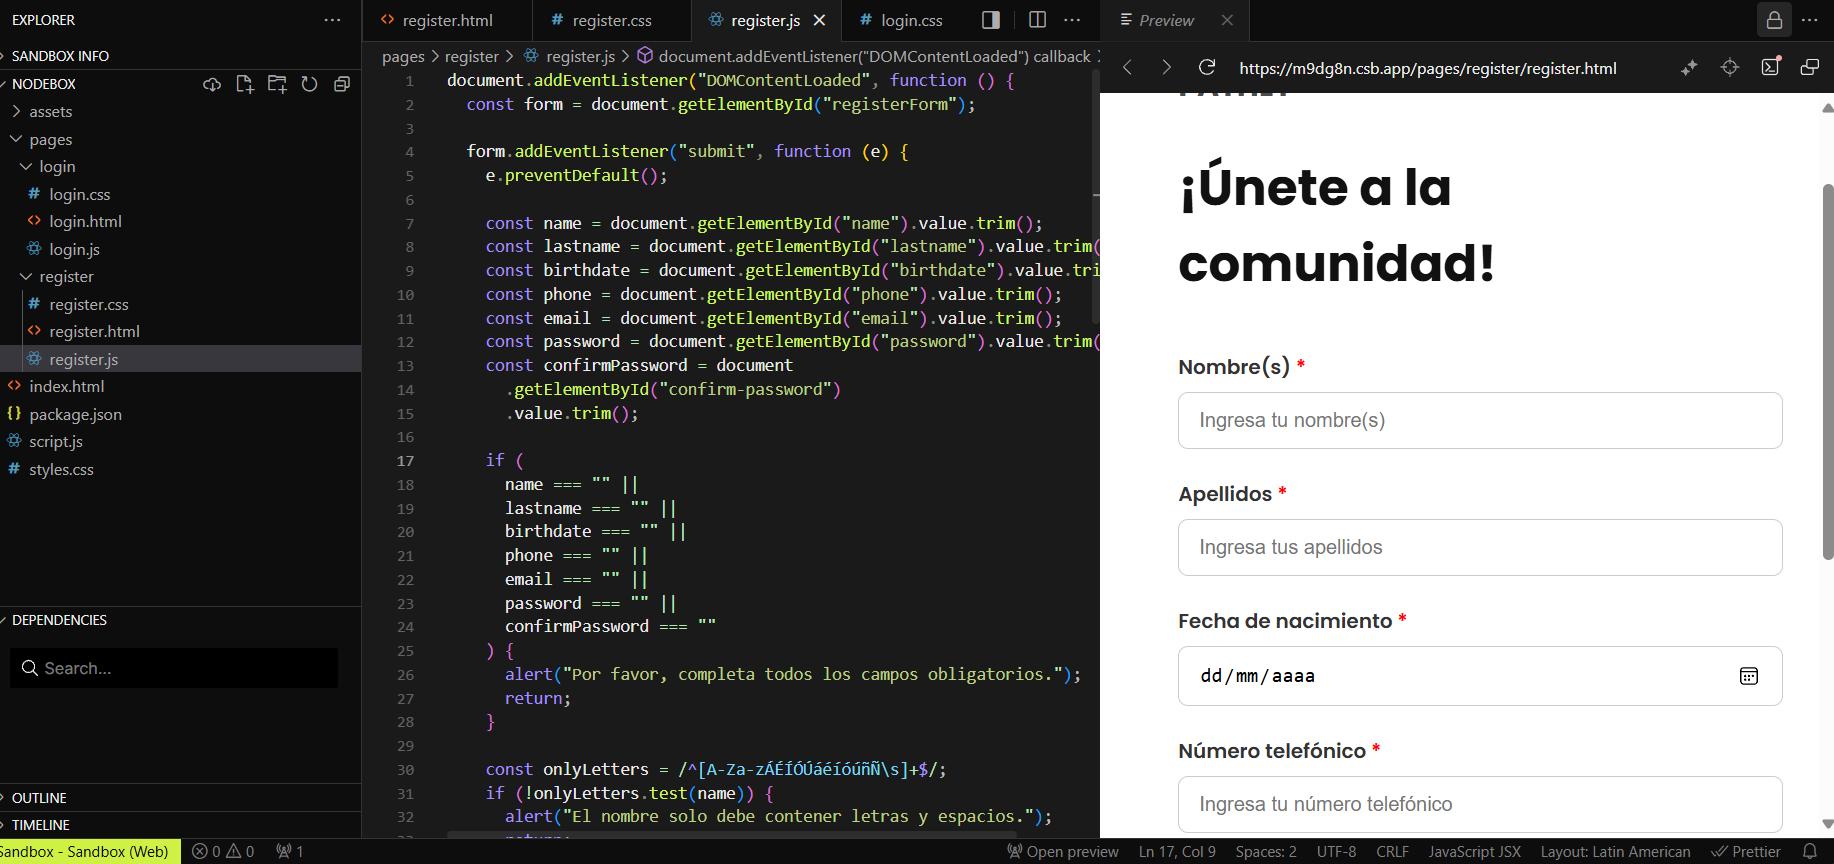 EXPLORER
SANDBOX INFO
NODEBOX
assets
pages
login
login.css
login.html
login.js
register
register.css
register.html
register.js
index.html
package.json
script.js
styles.css
DEPENDENCIES
Search...
OUTLINE
TIMELINE
register.html
register.css
register.js
login.css
pages > register > register.js > document.addEventListener("DOMContentLoaded") callback
1 document.addEventListener("DOMContentLoaded", function () {
2 const form = document.getElementById("registerForm");
3
4 form.addEventListener("submit", function (e) {
5 e.preventDefault();
6
7 const name = document.getElementById("name").value.trim();
8 const lastname = document.getElementById("lastname").value.trim(
9 const birthdate = document.getElementById("birthdate").value.tri
10 const phone = document.getElementById("phone").value.trim();
11 const email = document.getElementById("email").value.trim();
12 const password = document.getElementById("password").value.trim(
13 const confirmPassword = document
14 .getElementById("confirm-password")
15 .value.trim();
16
17 if (
18 name === "" ||
19 lastname === "" ||
20 birthdate === "" ||
21 phone === "" ||
22 email === "" ||
23 password === "" ||
24 confirmPassword === ""
25 ) {
26 alert("Por favor, completa todos los campos obligatorios.");
27 return;
28 }
29
30 const onlyLetters = /^[A-Za-zÁÉÍÓÚáéíóúñÑ\s]+$/;
31 if (!onlyLetters.test(name)) {
32 alert("El nombre solo debe contener letras y espacios.");
Preview
https://m9dg8n.csb.app/pages/register/register.html
¡Únete a la
comunidad!
Nombre(s) *
Ingresa tu nombre(s)
Apellidos *
Ingresa tus apellidos
Fecha de nacimiento *
dd/mm/aaaa
Número telefónico *
Ingresa tu número telefónico
Sandbox - Sandbox (Web) 0 0 1 Open preview Ln 17, Col 9 Spaces: 2 UTF-8 CRLF JavaScript JSX Layout: Latin American Prettier